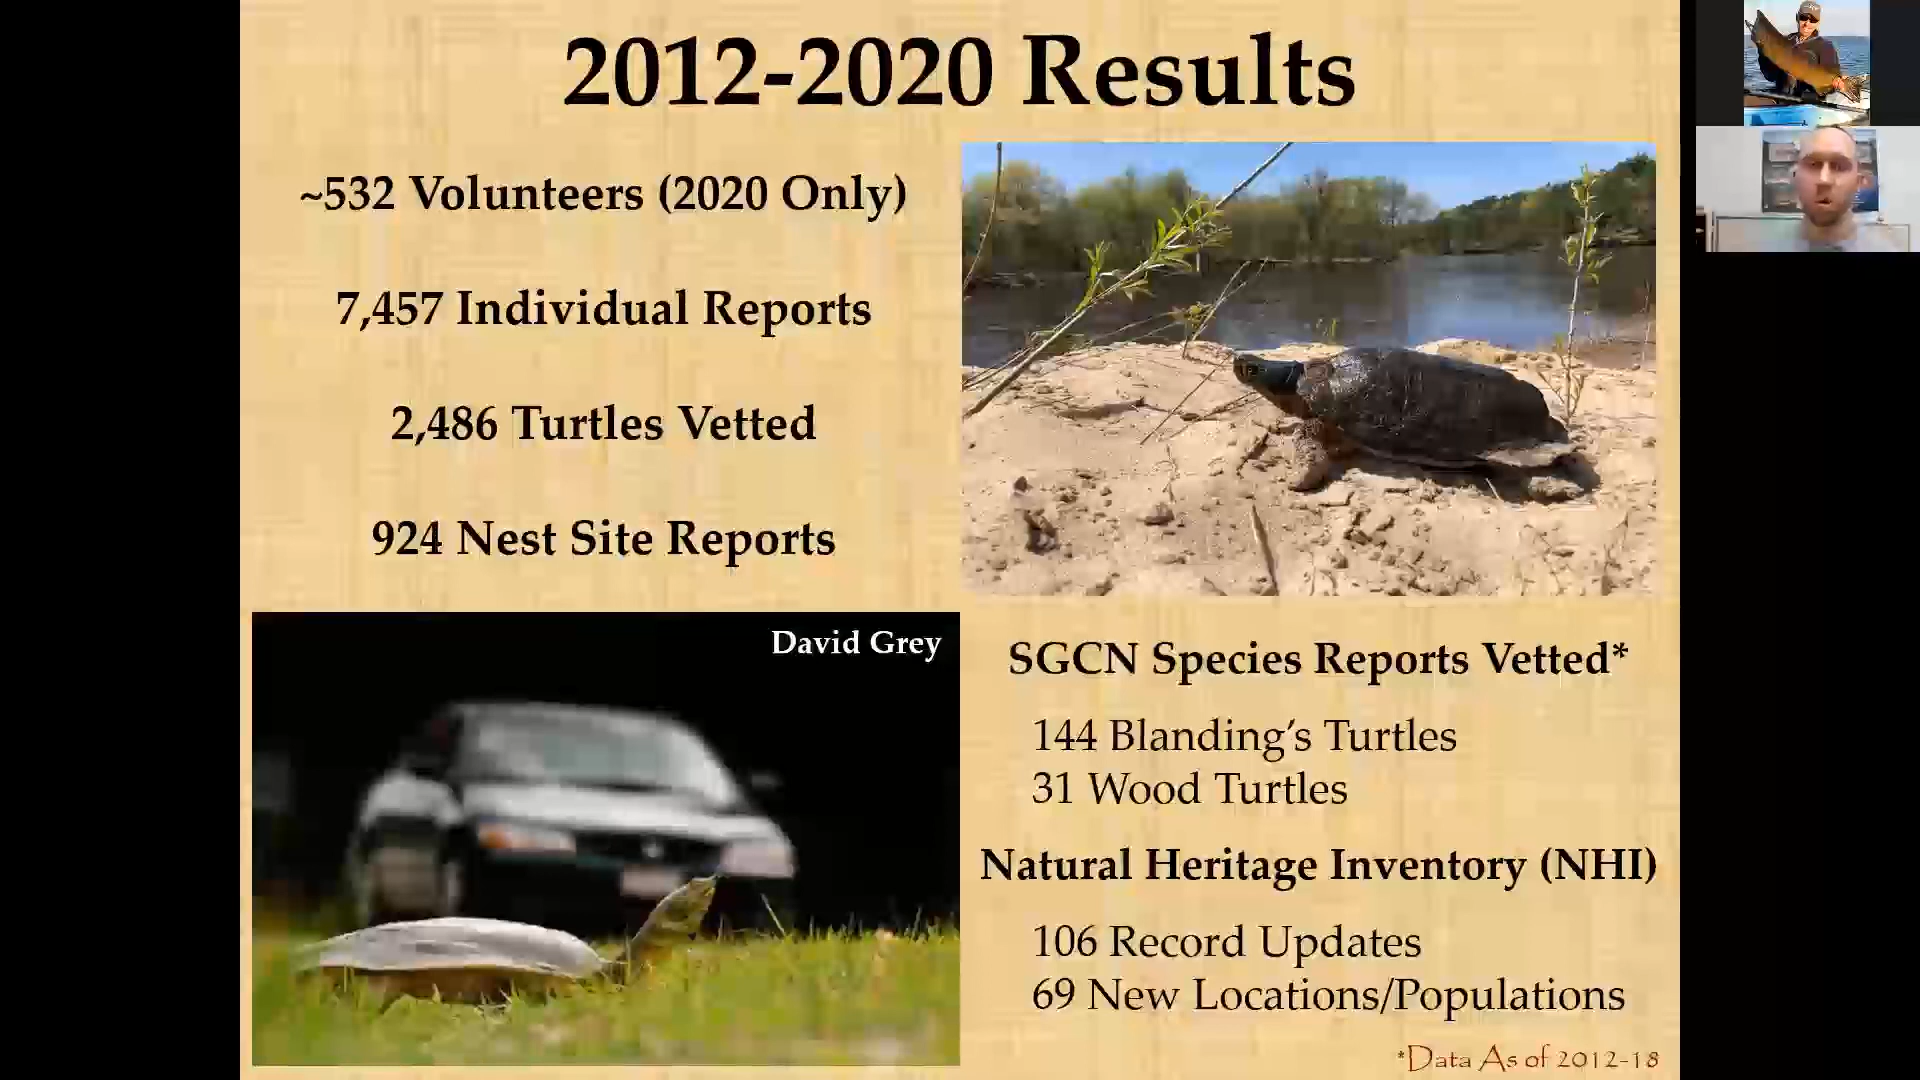 2012-2020 Results
~532 Volunteers (2020 Only)
7,457 Individual Reports
2,486 Turtles Vetted
924 Nest Site Reports
David Grey
SGCN Species Reports Vetted*
144 Blanding’s Turtles
31 Wood Turtles
Natural Heritage Inventory (NHI)
106 Record Updates
69 New Locations/Populations
*Data As of 2012-18